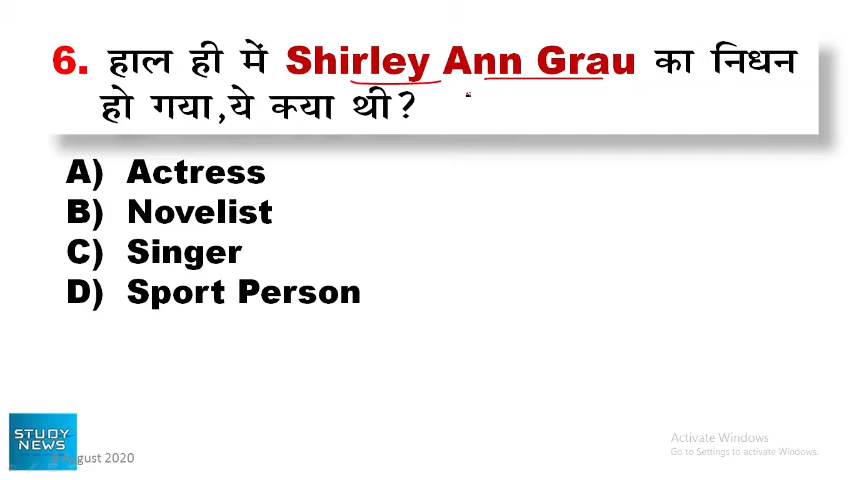 6. हाल ही में Shirley Ann Grau का निधन
हो गया,ये क्या थी?
A) Actress
B) Novelist
C) Singer
D) Sport Person
STUDY
NEWS
August 2020
Activate Windows
Go to Settings to activate Windows.